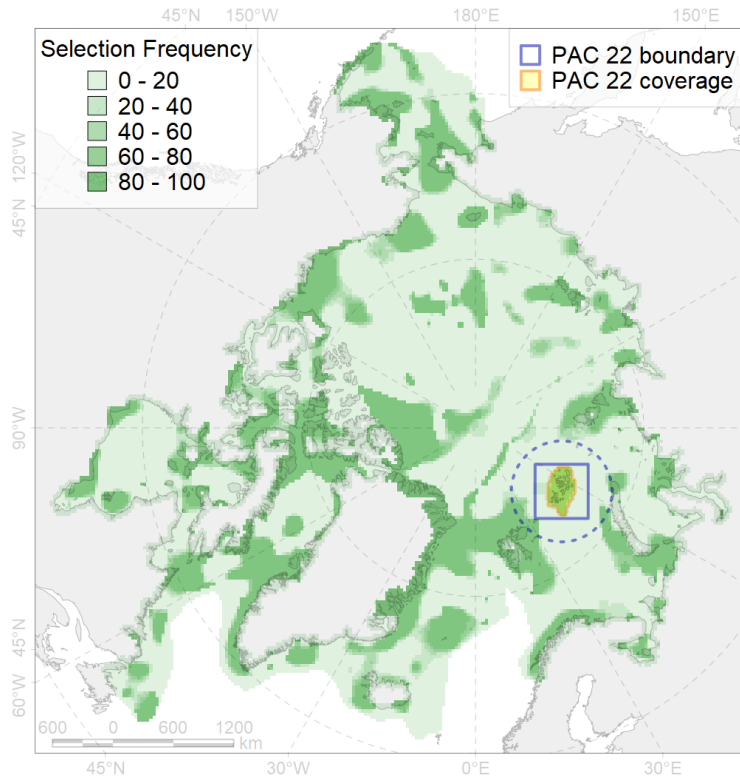 45°N 150°W 180°E 150°E
Selection Frequency
0 - 20
20 - 40
40 - 60
60 - 80
80 - 100
PAC 22 boundary
PAC 22 coverage
120°W
45°N
90°W
45°N
60°W
600 0 600 1200
km
45°W 30°W 0°E 30°E